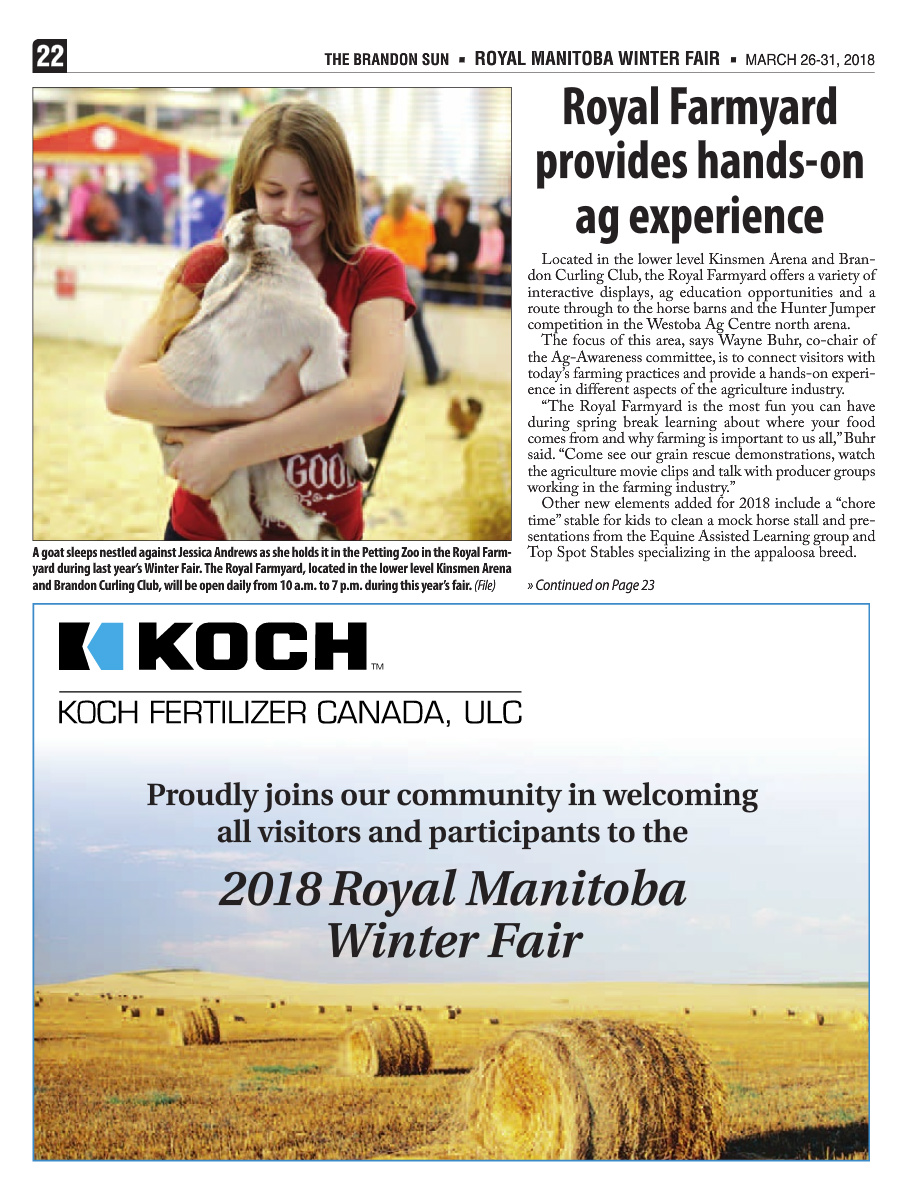 22
THE BRANDON SUN ▪ ROYAL MANITOBA WINTER FAIR ▪ MARCH 26-31, 2018
GOOD
A goat sleeps nestled against Jessica Andrews as she holds it in the Petting Zoo in the Royal Farm-
yard during last year's Winter Fair. The Royal Farmyard, located in the lower level Kinsmen Arena
and Brandon Curling Club, will be open daily from 10 a.m. to 7 p.m. during this year's fair. (File)
Royal Farmyard
provides hands-on
ag experience
Located in the lower level Kinsmen Arena and Bran-
don Curling Club, the Royal Farmyard offers a variety of
interactive displays, ag education opportunities and a
route through to the horse barns and the Hunter Jumper
competition in the Westoba Ag Centre north arena.
The focus of this area, says Wayne Buhr, co-chair of
the Ag-Awareness committee, is to connect visitors with
today's farming practices and provide a hands-on experi-
ence in different aspects of the agriculture industry.
“The Royal Farmyard is the most fun you can have
during spring break learning about where your food
comes from and why farming is important to us all,” Buhr
said. “Come see our grain rescue demonstrations, watch
the agriculture movie clips and talk with producer groups
working in the farming industry.”
Other new elements added for 2018 include a “chore
time” stable for kids to clean a mock horse stall and pre-
sentations from the Equine Assisted Learning group and
Top Spot Stables specializing in the appaloosa breed.
» Continued on Page 23
KOCH™
KOCH FERTILIZER CANADA, ULC
Proudly joins our community in welcoming
all visitors and participants to the
2018 Royal Manitoba
Winter Fair